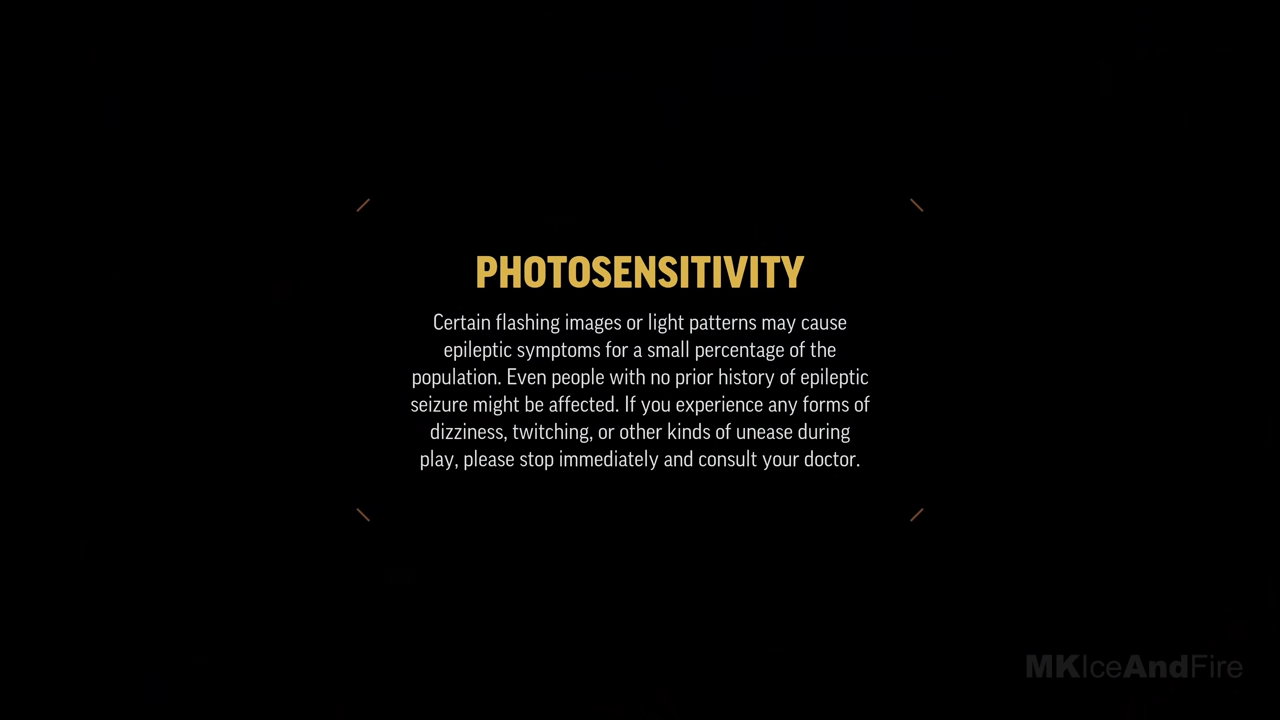 PHOTOSENSITIVITY
Certain flashing images or light patterns may cause
epileptic symptoms for a small percentage of the
population. Even people with no prior history of epileptic
seizure might be affected. If you experience any forms of
dizziness, twitching, or other kinds of unease during
play, please stop immediately and consult your doctor.
MKIceAndFire